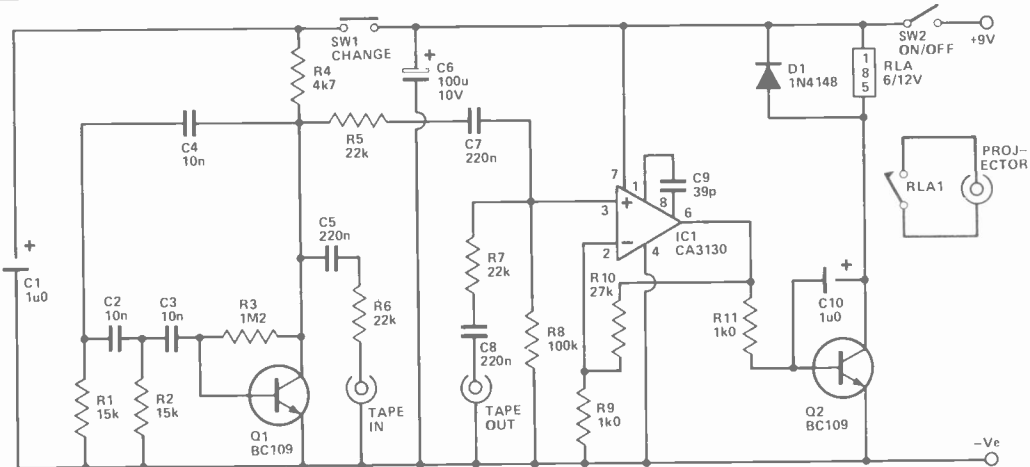 SW1
CHANGE
SW2
ON/OFF
+9V
R4
4k7
+
C6
100u
10V
D1
1N4148
185
RLA
6/12V
C4
10n
R5
22k
C7
220n
PROJ-
ECTOR
RLA1
7
1
C9
39p
8
3
+
6
2
−
4
IC1
CA3130
C5
220n
+
C1
1u0
C2
10n
C3
10n
R3
1M2
R6
22k
R7
22k
R10
27k
C8
220n
R8
100k
R11
1k0
+
C10
1u0
R1
15k
R2
15k
TAPE
IN
TAPE
OUT
R9
1k0
Q1
BC109
Q2
BC109
−Ve